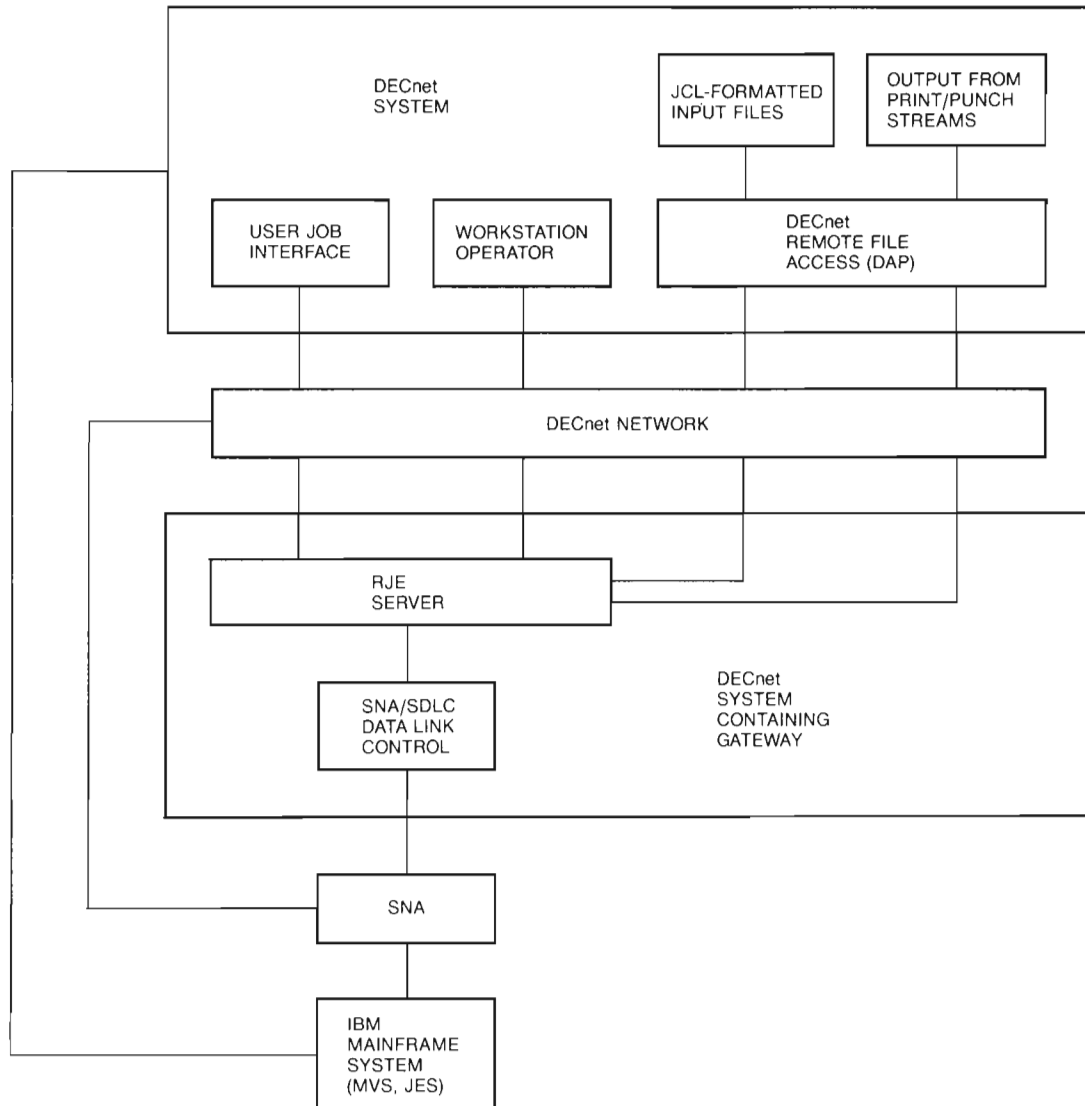 DECnet
SYSTEM
JCL-FORMATTED
INPUT FILES
OUTPUT FROM
PRINT/PUNCH
STREAMS
USER JOB
INTERFACE
WORKSTATION
OPERATOR
DECnet
REMOTE FILE
ACCESS (DAP)
DECnet NETWORK
RJE
SERVER
SNA/SDLC
DATA LINK
CONTROL
DECnet
SYSTEM
CONTAINING
GATEWAY
SNA
IBM
MAINFRAME
SYSTEM
(MVS, JES)